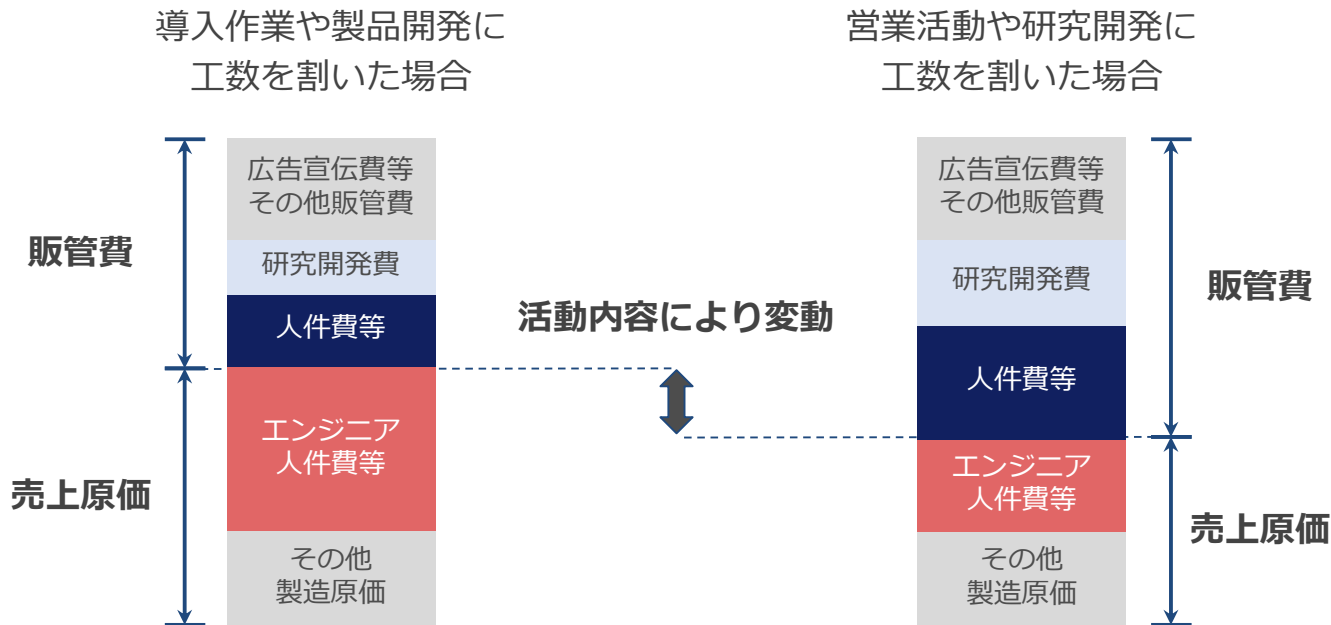 導入作業や製品開発に
工数を割いた場合
販管費
売上原価
広告宣伝費等
その他販管費
研究開発費
人件費等
エンジニア
人件費等
その他
製造原価
活動内容により変動
営業活動や研究開発に
工数を割いた場合
広告宣伝費等
その他販管費
研究開発費
人件費等
エンジニア
人件費等
その他
製造原価
販管費
売上原価